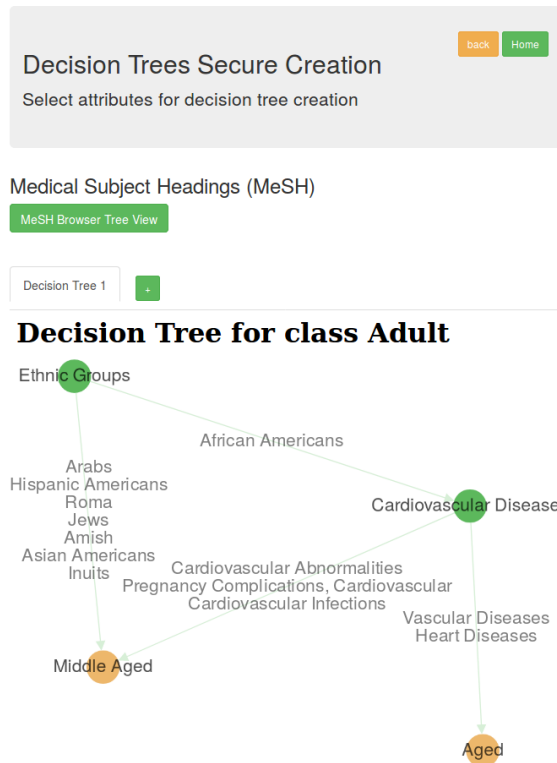 back
Home
Decision Trees Secure Creation
Select attributes for decision tree creation
Medical Subject Headings (MeSH)
MeSH Browser Tree View
Decision Tree 1
+
Decision Tree for class Adult
Ethnic Groups
African Americans
Arabs
Hispanic Americans
Roma
Jews
Amish
Asian Americans
Inuits
Cardiovascular Disease
Cardiovascular Abnormalities
Pregnancy Complications, Cardiovascular
Cardiovascular Infections
Vascular Diseases
Heart Diseases
Middle Aged
Aged